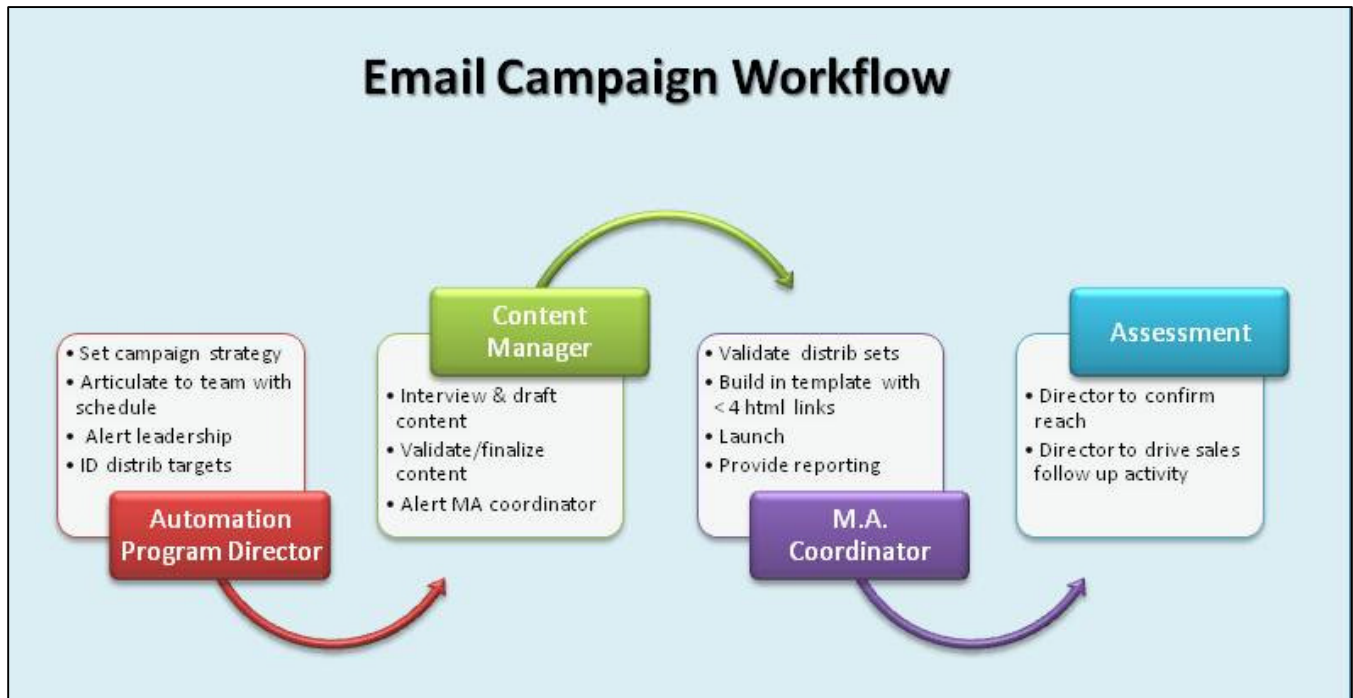 Email Campaign Workflow
• Set campaign strategy
• Articulate to team with
schedule
• Alert leadership
• ID distrib targets
Automation
Program Director
Content
Manager
• Interview & draft
content
• Validate/finalize
content
• Alert MA coordinator
• Validate distrib sets
• Build in template with
< 4 html links
• Launch
• Provide reporting
M.A.
Coordinator
Assessment
• Director to confirm
reach
• Director to drive sales
follow up activity